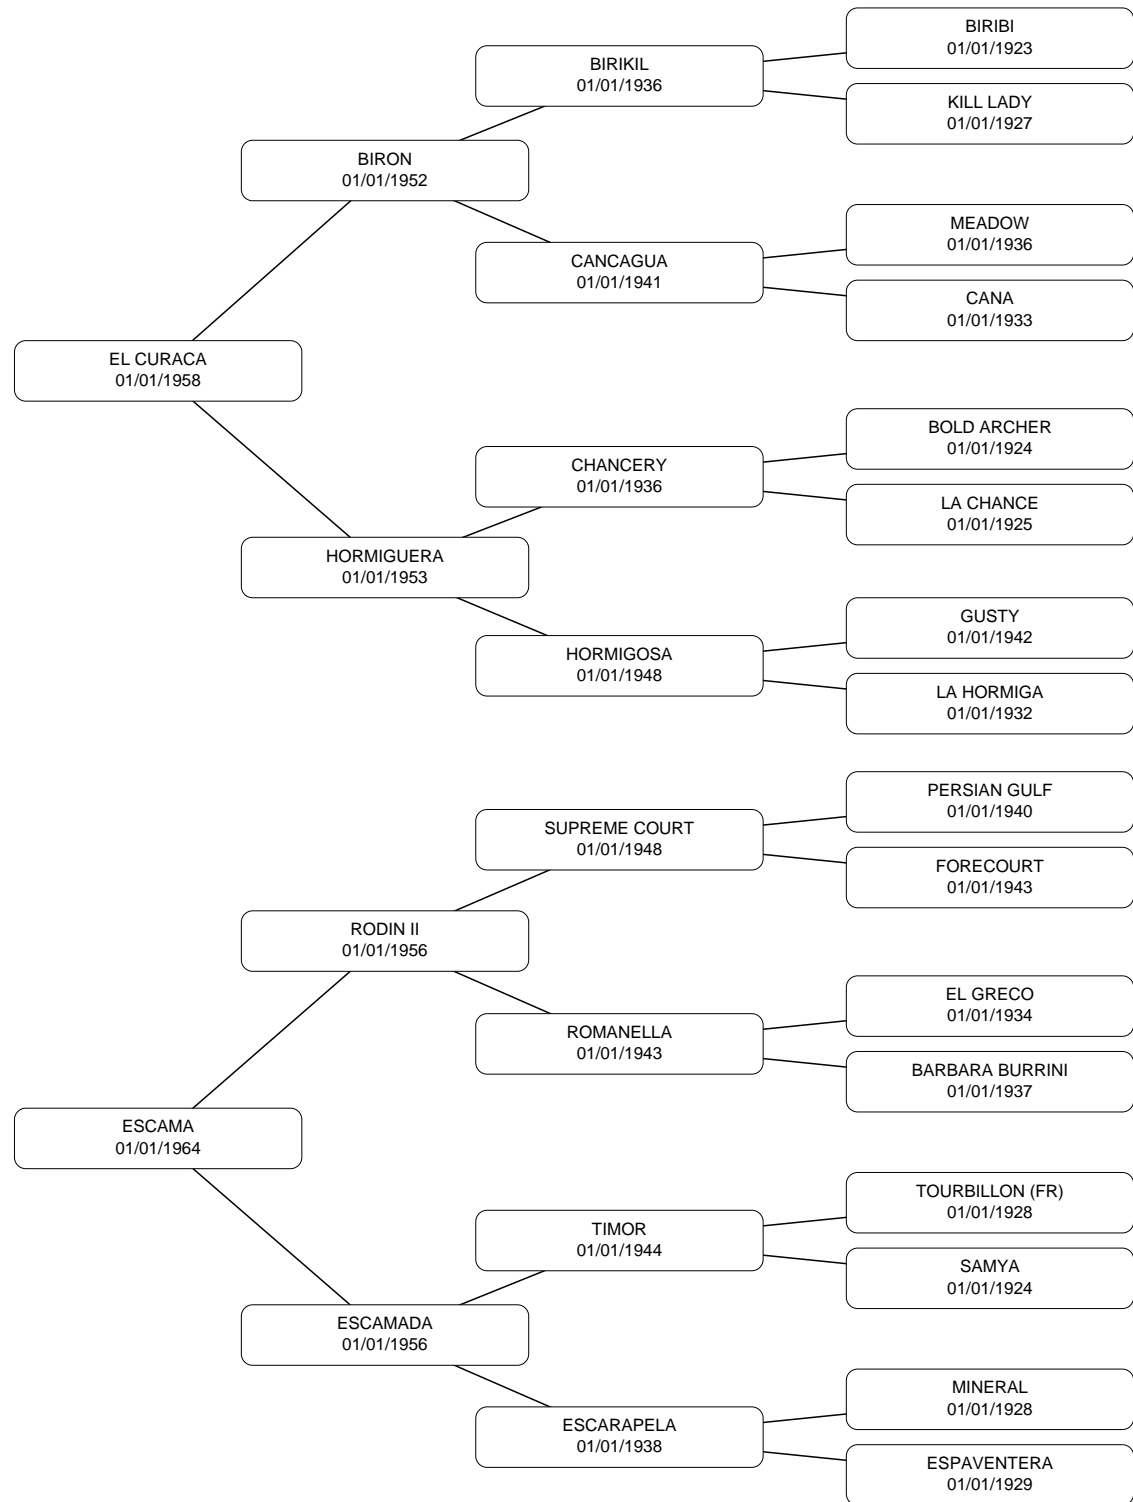 BIRIBI
01/01/1923
BIRIKIL
01/01/1936
KILL LADY
01/01/1927
BIRON
01/01/1952
MEADOW
01/01/1936
CANCAGUA
01/01/1941
CANA
01/01/1933
EL CURACA
01/01/1958
BOLD ARCHER
01/01/1924
CHANCERY
01/01/1936
LA CHANCE
01/01/1925
HORMIGUERA
01/01/1953
GUSTY
01/01/1942
HORMIGOSA
01/01/1948
LA HORMIGA
01/01/1932
PERSIAN GULF
01/01/1940
SUPREME COURT
01/01/1948
FORECOURT
01/01/1943
RODIN II
01/01/1956
EL GRECO
01/01/1934
ROMANELLA
01/01/1943
BARBARA BURRINI
01/01/1937
ESCAMA
01/01/1964
TOURBILLON (FR)
01/01/1928
TIMOR
01/01/1944
SAMYA
01/01/1924
ESCAMADA
01/01/1956
MINERAL
01/01/1928
ESCARAPELA
01/01/1938
ESPAVENTERA
01/01/1929